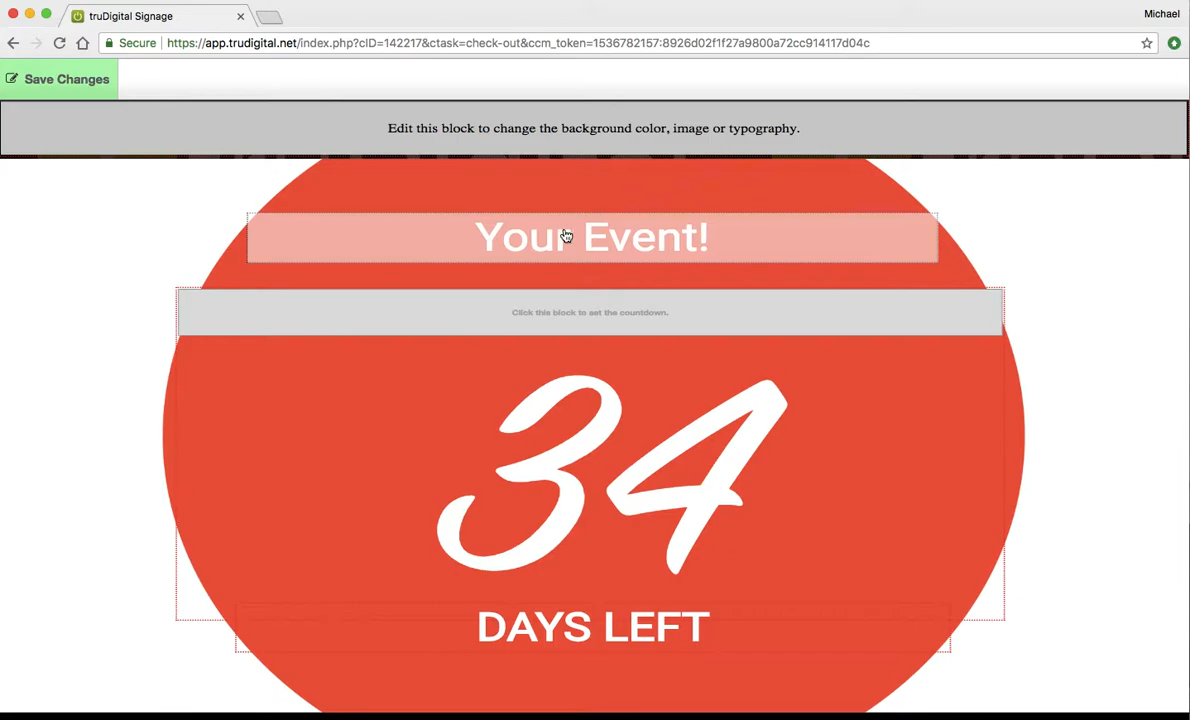 truDigital Signage
Michael
Secure
https://app.trudigital.net/index.php?cID=142217&ctask=check-out&ccm_token=1536782157:8926d02f1f27a9800a72cc914117d04c
Save Changes
Edit this block to change the background color, image or typography.
Your Event!
Click this block to set the countdown.
34
DAYS LEFT